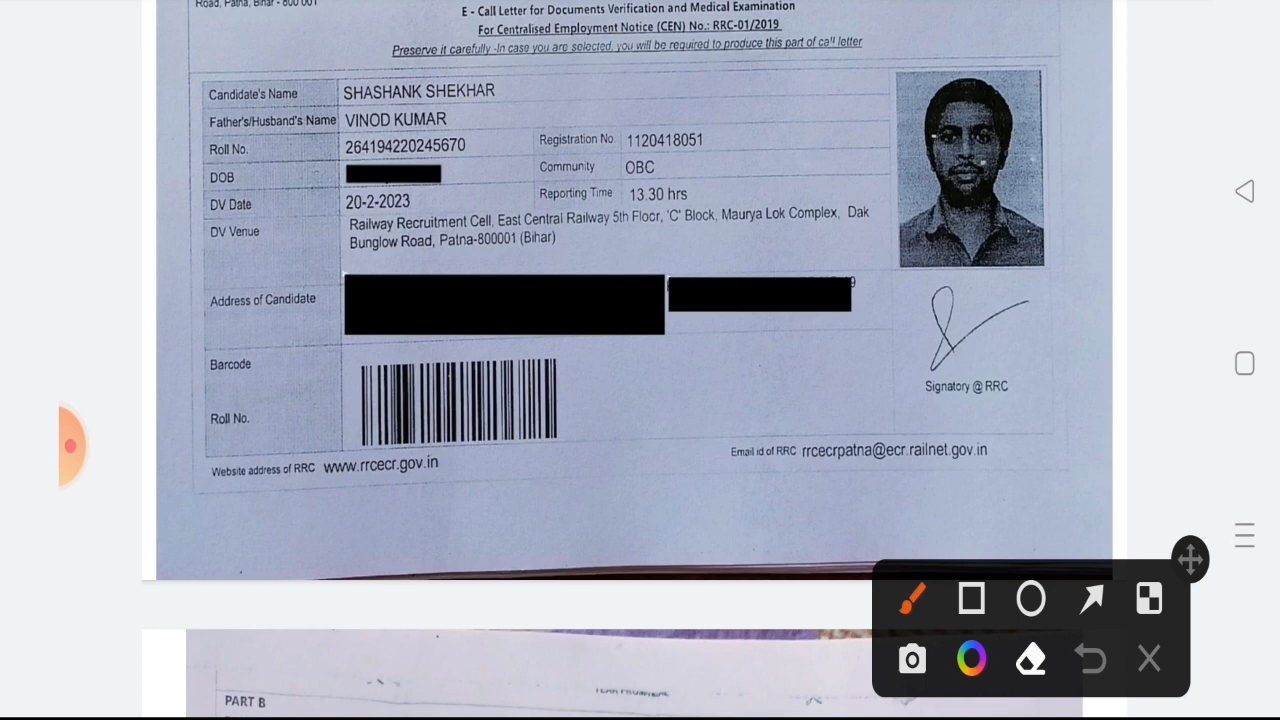 Road, Patna, Bihar - 800 001
E - Call Letter for Documents Verification and Medical Examination
For Centralised Employment Notice (CEN) No.: RRC-01/2019
Preserve it carefully -In case you are selected, you will be required to produce this part of call letter
Candidate's Name SHASHANK SHEKHAR
Father's/Husband's Name VINOD KUMAR
Roll No. 264194220245670 Registration No 1120418051
DOB Community OBC
DV Date 20-2-2023 Reporting Time 13.30 hrs
DV Venue Railway Recruitment Cell, East Central Railway 5th Floor, 'C' Block, Maurya Lok Complex, Dak
Bunglow Road, Patna-800001 (Bihar)
Address of Candidate
Barcode
Signatory @ RRC
Roll No.
Website address of RRC www.rrcecr.gov.in Email id of RRC rrcecrpatna@ecr.railnet.gov.in
PART B